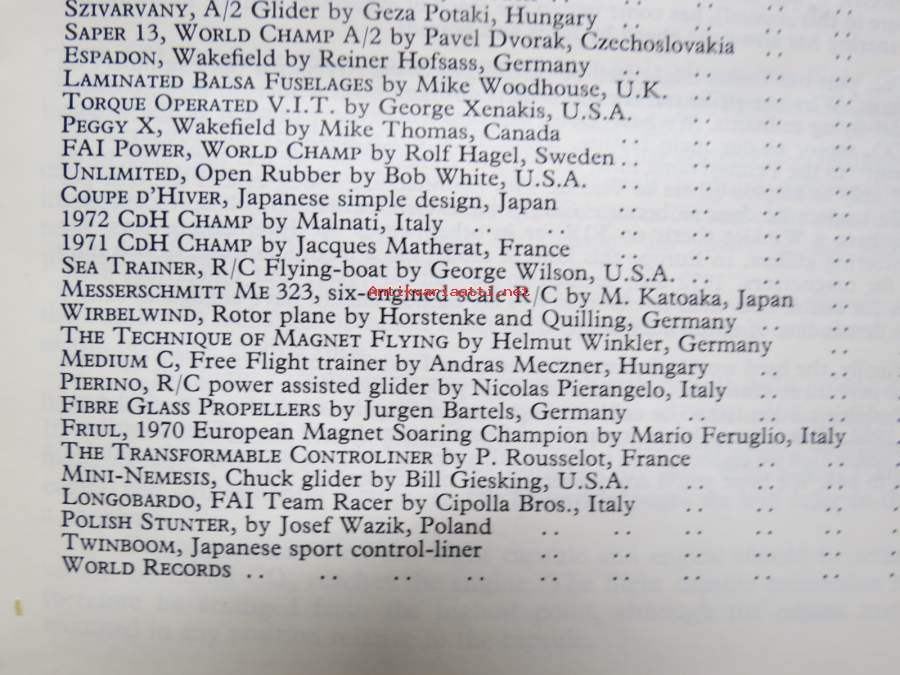 SZIVARVANY, A/2 Glider by Geza Potaki, Hungary .. ..
SAPER 13, WORLD CHAMP A/2 by Pavel Dvorak, Czechoslovakia .. ..
ESPADON, Wakefield by Reiner Hofsass, Germany .. .. .. ..
LAMINATED BALSA FUSELAGES by Mike Woodhouse, U.K. .. .. ..
TORQUE OPERATED V.I.T. by George Xenakis, U.S.A. .. .. .. ..
PEGGY X, Wakefield by Mike Thomas, Canada .. .. .. ..
FAI POWER, WORLD CHAMP by Rolf Hagel, Sweden .. .. .. ..
UNLIMITED, Open Rubber by Bob White, U.S.A. .. .. .. ..
COUPE D'HIVER, Japanese simple design, Japan .. .. .. ..
1972 CDH CHAMP by Malnati, Italy .. .. .. .. .. ..
1971 CDH CHAMP by Jacques Matherat, France .. .. .. ..
SEA TRAINER, R/C Flying-boat by George Wilson, U.S.A. .. .. ..
Antikvariaatti.net
MESSERSCHMITT ME 323, six-engined scale R/C by M. Katoaka, Japan ..
WIRBELWIND, Rotor plane by Horstenke and Quilling, Germany .. ..
THE TECHNIQUE OF MAGNET FLYING by Helmut Winkler, Germany ..
MEDIUM C, Free Flight trainer by Andras Meczner, Hungary .. ..
PIERINO, R/C power assisted glider by Nicolas Pierangelo, Italy .. ..
FIBRE GLASS PROPELLERS by Jurgen Bartels, Germany .. .. ..
FRIUL, 1970 European Magnet Soaring Champion by Mario Feruglio, Italy
THE TRANSFORMABLE CONTROLINER by P. Rousselot, France .. ..
MINI-NEMESIS, Chuck glider by Bill Giesking, U.S.A. .. .. ..
LONGOBARDO, FAI Team Racer by Cipolla Bros., Italy .. .. ..
POLISH STUNTER, by Josef Wazik, Poland .. .. .. .. ..
TWINBOOM, Japanese sport control-liner .. .. .. .. ..
WORLD RECORDS .. .. .. .. .. .. .. .. ..